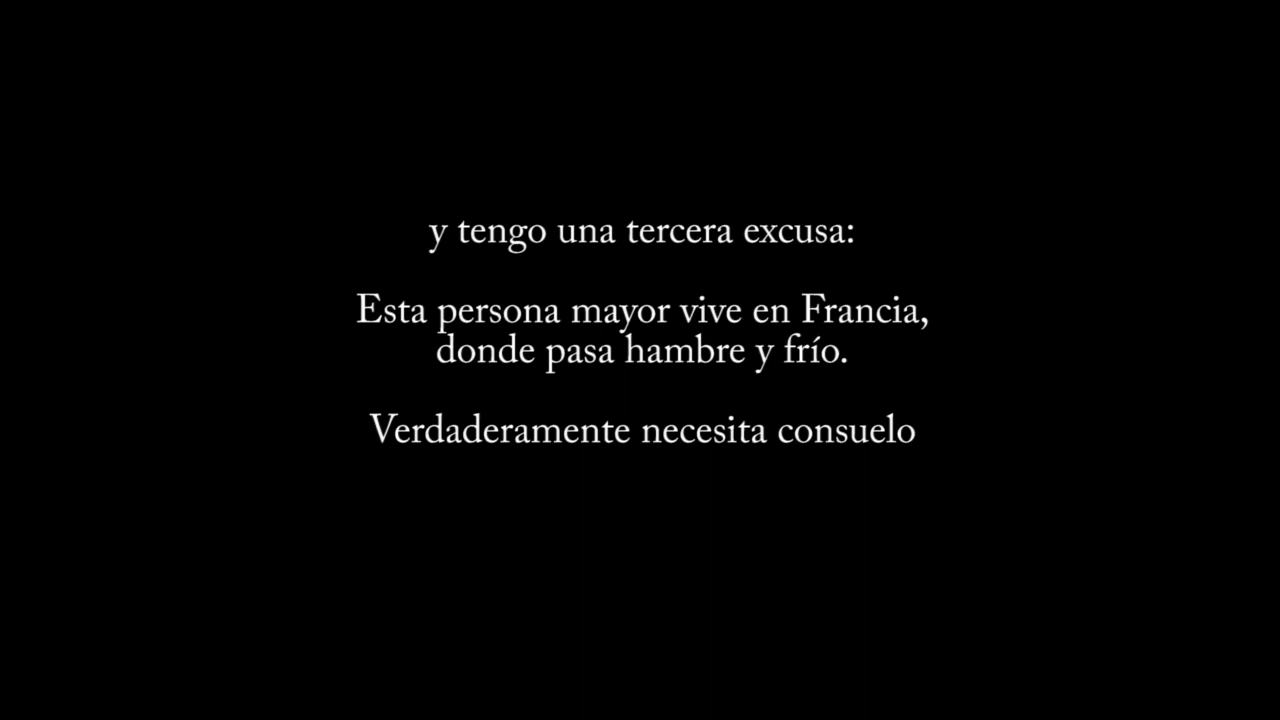 y tengo una tercera excusa:
Esta persona mayor vive en Francia,
donde pasa hambre y frío.
Verdaderamente necesita consuelo